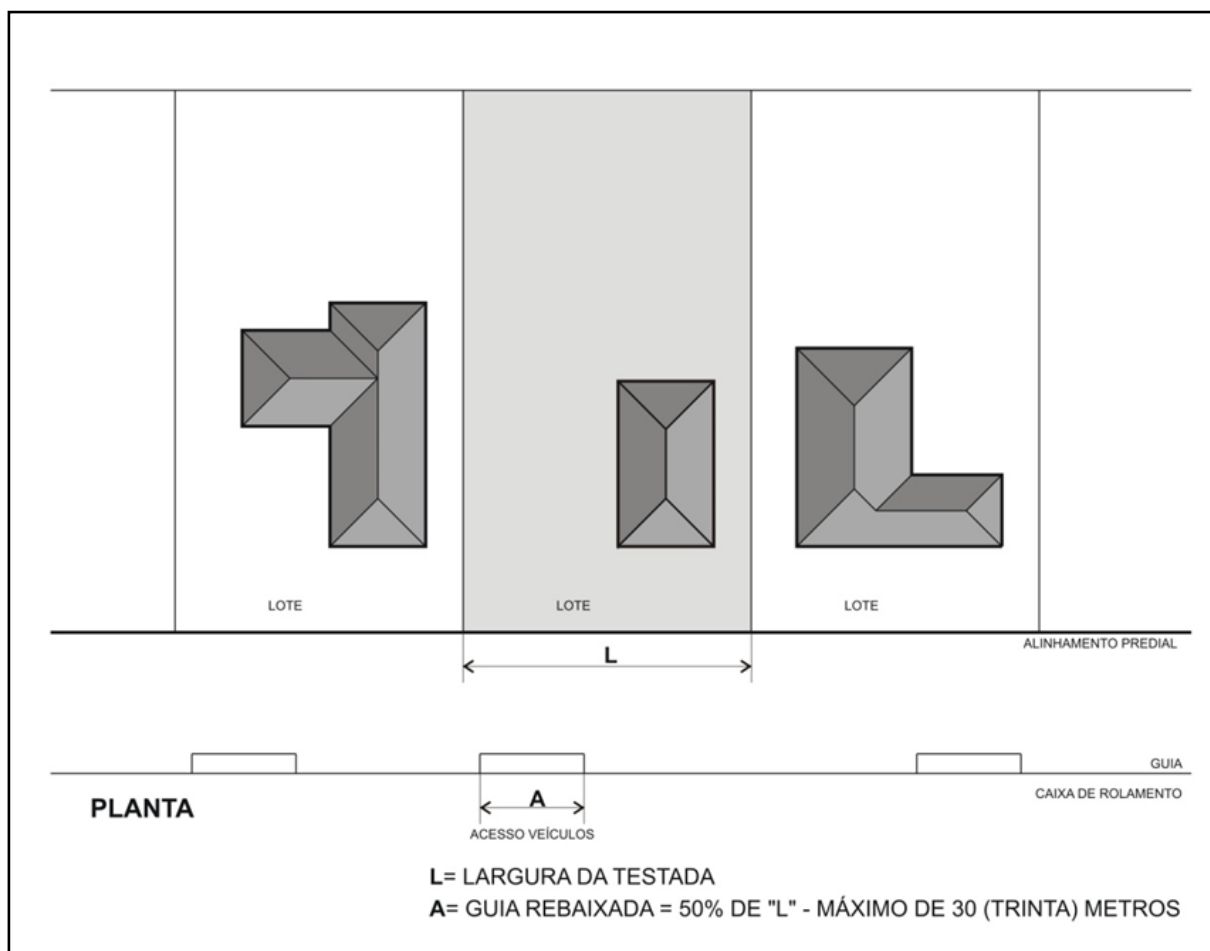 LOTE
LOTE
LOTE
ALINHAMENTO PREDIAL
L
GUIA
CAIXA DE ROLAMENTO
PLANTA
A
ACESSO VEÍCULOS
L= LARGURA DA TESTADA
A= GUIA REBAIXADA = 50% DE "L" - MÁXIMO DE 30 (TRINTA) METROS